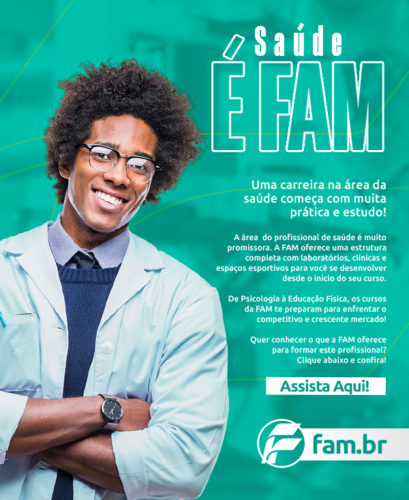 Saúde
É FAM
Uma carreira na área da
saúde começa com muita
prática e estudo!
A área do profissional de saúde é muito
promissora. A FAM oferece uma estrutura
completa com laboratórios, clínicas e
espaços esportivos para você se desenvolver
desde o início do seu curso.
De Psicologia à Educação Física, os cursos
da FAM te preparam para enfrentar o
competitivo e crescente mercado!
Quer conhecer o que a FAM oferece
para formar este profissional?
Clique abaixo e confira!
Assista Aqui!
fam.br